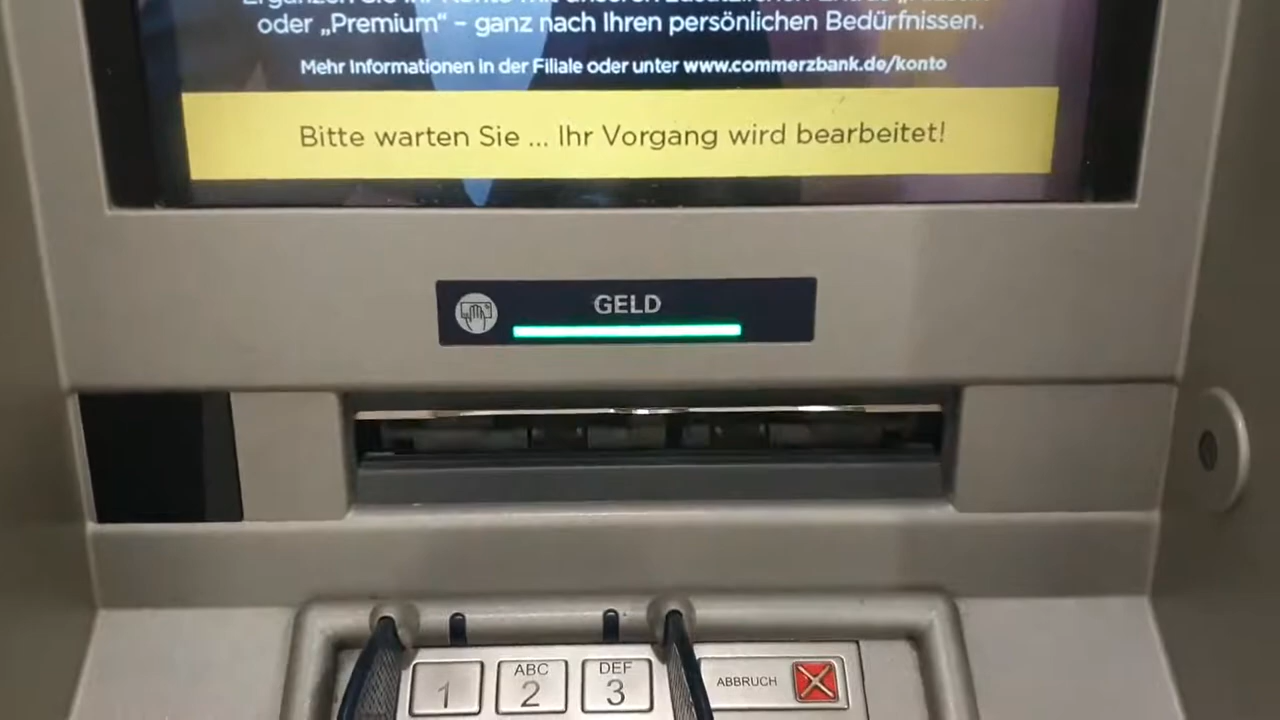 oder „Premium“ – ganz nach Ihren persönlichen Bedürfnissen.
Mehr Informationen in der Filiale oder unter www.commerzbank.de/konto
Bitte warten Sie ... Ihr Vorgang wird bearbeitet!
GELD
1
ABC
2
DEF
3
ABBRUCH